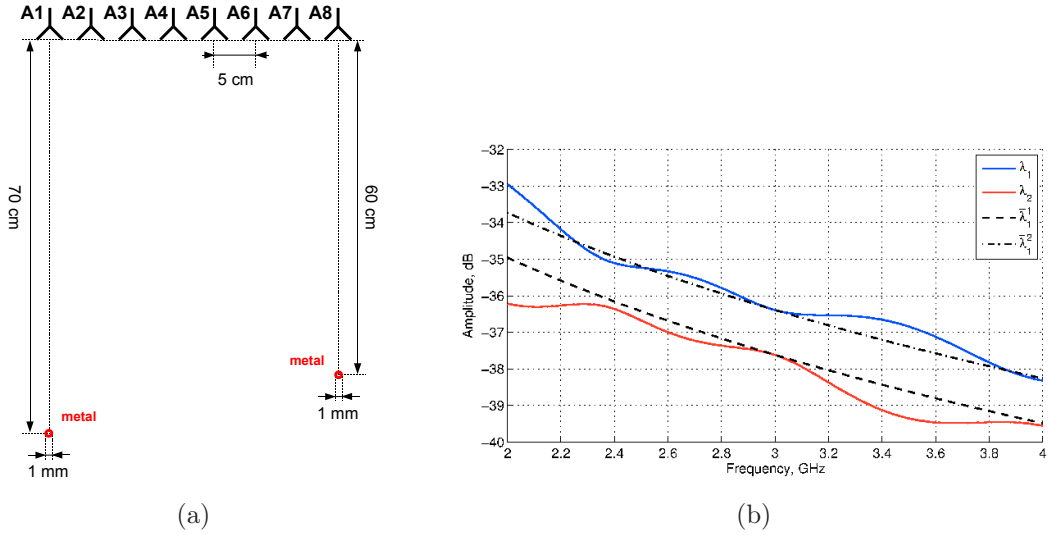 A1 A2 A3 A4 A5 A6 A7 A8
5 cm
70 cm
60 cm
metal
metal
1 mm
1 mm
(a)
−32
−33
−34
−35
−36
−37
−38
−39
−40
Amplitude, dB
2 2.2 2.4 2.6 2.8 3 3.2 3.4 3.6 3.8 4
Frequency, GHz
λ₁
λ₂
λ̄₁¹
λ̄₁²
(b)